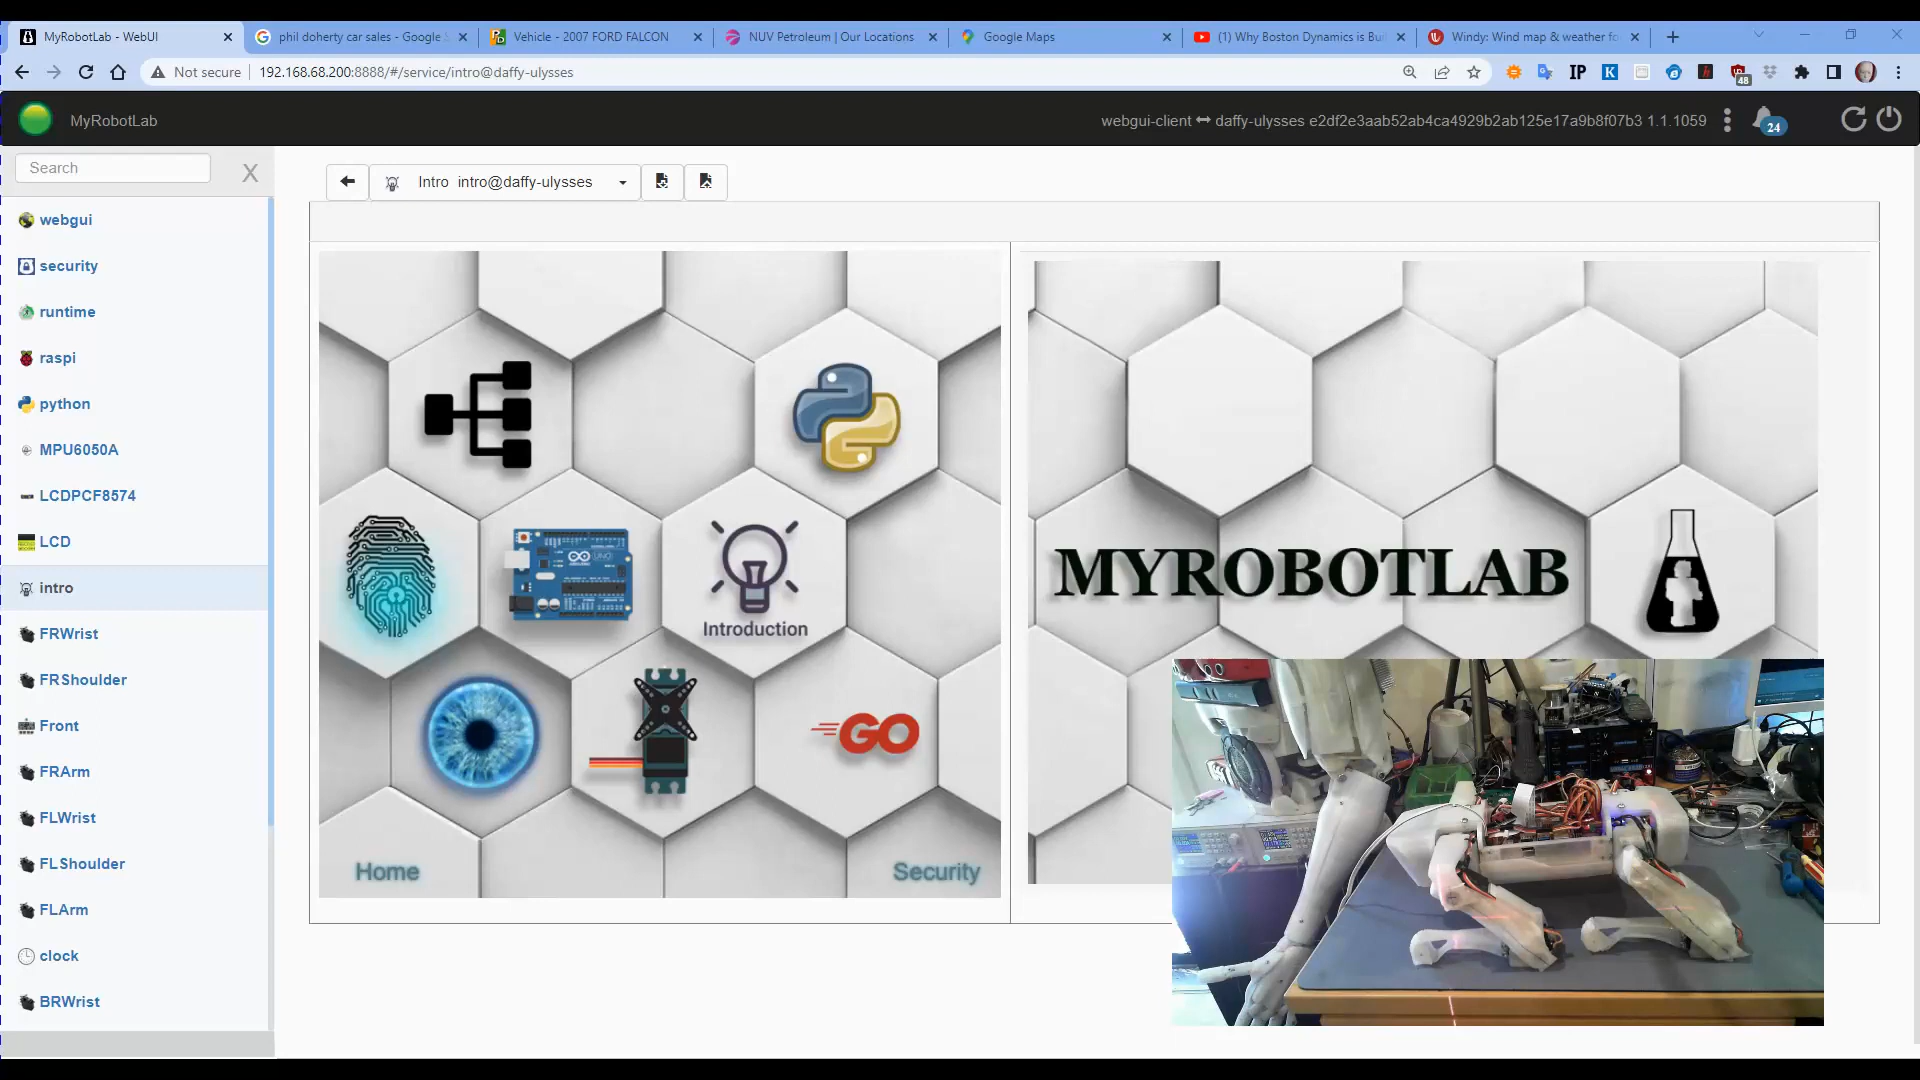 MyRobotLab - WebUI
phil doherty car sales - Google S
Vehicle - 2007 FORD FALCON
NUV Petroleum | Our Locations
Google Maps
(1) Why Boston Dynamics is Bui
Windy: Wind map & weather fo
Not secure
192.168.68.200:8888/#/service/intro@daffy-ulysses
IP
K
48
MyRobotLab
webgui-client ⬌ daffy-ulysses e2df2e3aab52ab4ca4929b2ab125e17a9b8f07b3 1.1.1059
24
Search
X
Intro intro@daffy-ulysses
webgui
security
runtime
raspi
python
MPU6050A
LCDPCF8574
LCD
intro
FRWrist
FRShoulder
Front
FRArm
FLWrist
FLShoulder
FLArm
clock
BRWrist
Introduction
GO
Home
Security
MYROBOTLAB